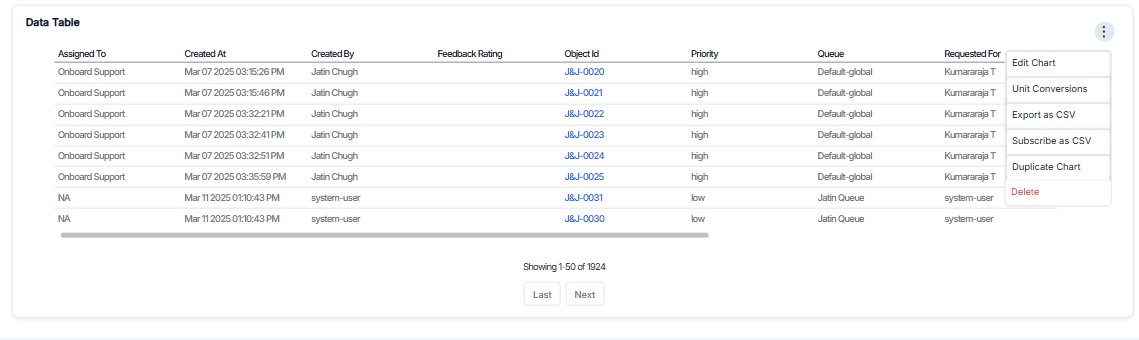 Data Table
Assigned To Created At Created By Feedback Rating Object Id Priority Queue Requested For
Onboard Support Mar 07 2025 03:15:26 PM Jatin Chugh J&J-0020 high Default-global Kumararaja T
Onboard Support Mar 07 2025 03:15:46 PM Jatin Chugh J&J-0021 high Default-global Kumararaja T
Onboard Support Mar 07 2025 03:32:21 PM Jatin Chugh J&J-0022 high Default-global Kumararaja T
Onboard Support Mar 07 2025 03:32:41 PM Jatin Chugh J&J-0023 high Default-global Kumararaja T
Onboard Support Mar 07 2025 03:32:51 PM Jatin Chugh J&J-0024 high Default-global Kumararaja T
Onboard Support Mar 07 2025 03:35:59 PM Jatin Chugh J&J-0025 high Default-global Kumararaja T
NA Mar 11 2025 01:10:43 PM system-user J&J-0031 low Jatin Queue system-user
NA Mar 11 2025 01:10:43 PM system-user J&J-0030 low Jatin Queue system-user
Edit Chart
Unit Conversions
Export as CSV
Subscribe as CSV
Duplicate Chart
Delete
Showing 1-50 of 1924
Last Next